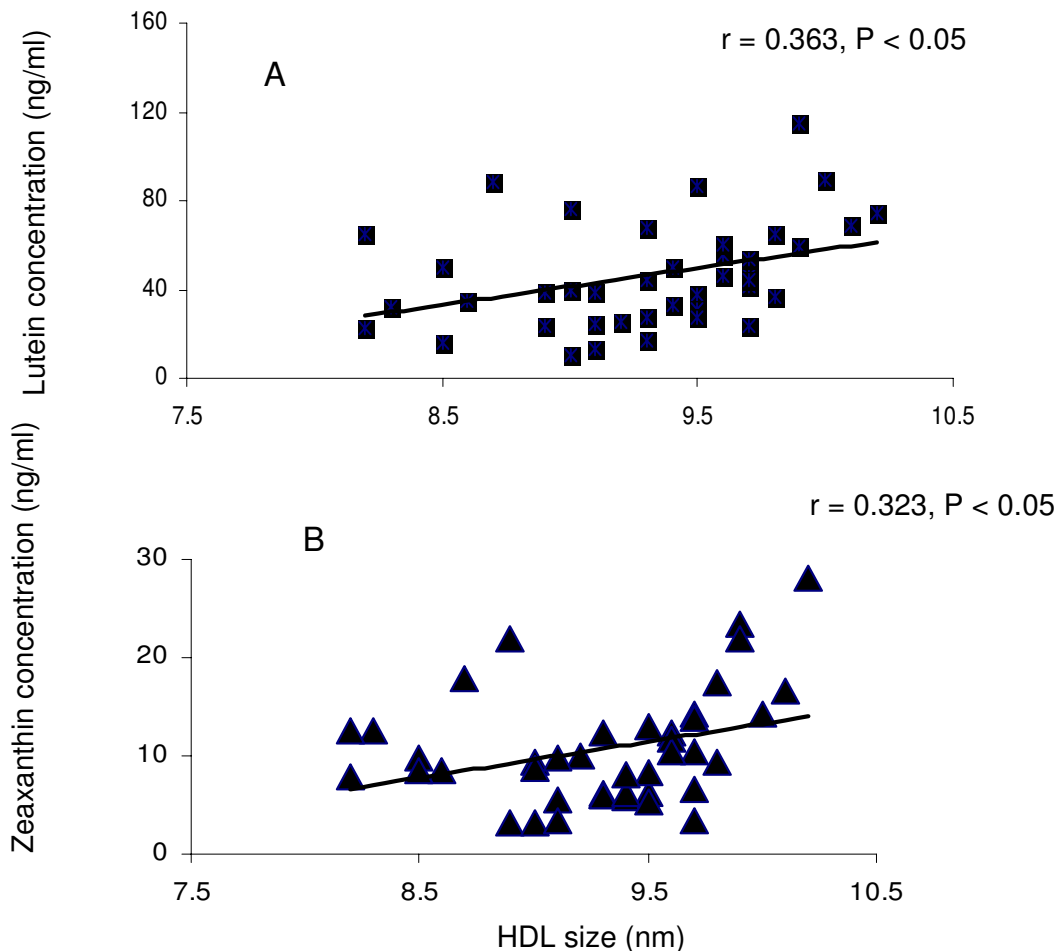 Lutein concentration (ng/ml)
160
120
80
40
0
A
r = 0.363, P < 0.05
7.5
8.5
9.5
10.5
Zeaxanthin concentration (ng/ml)
30
20
10
0
B
r = 0.323, P < 0.05
7.5
8.5
9.5
10.5
HDL size (nm)